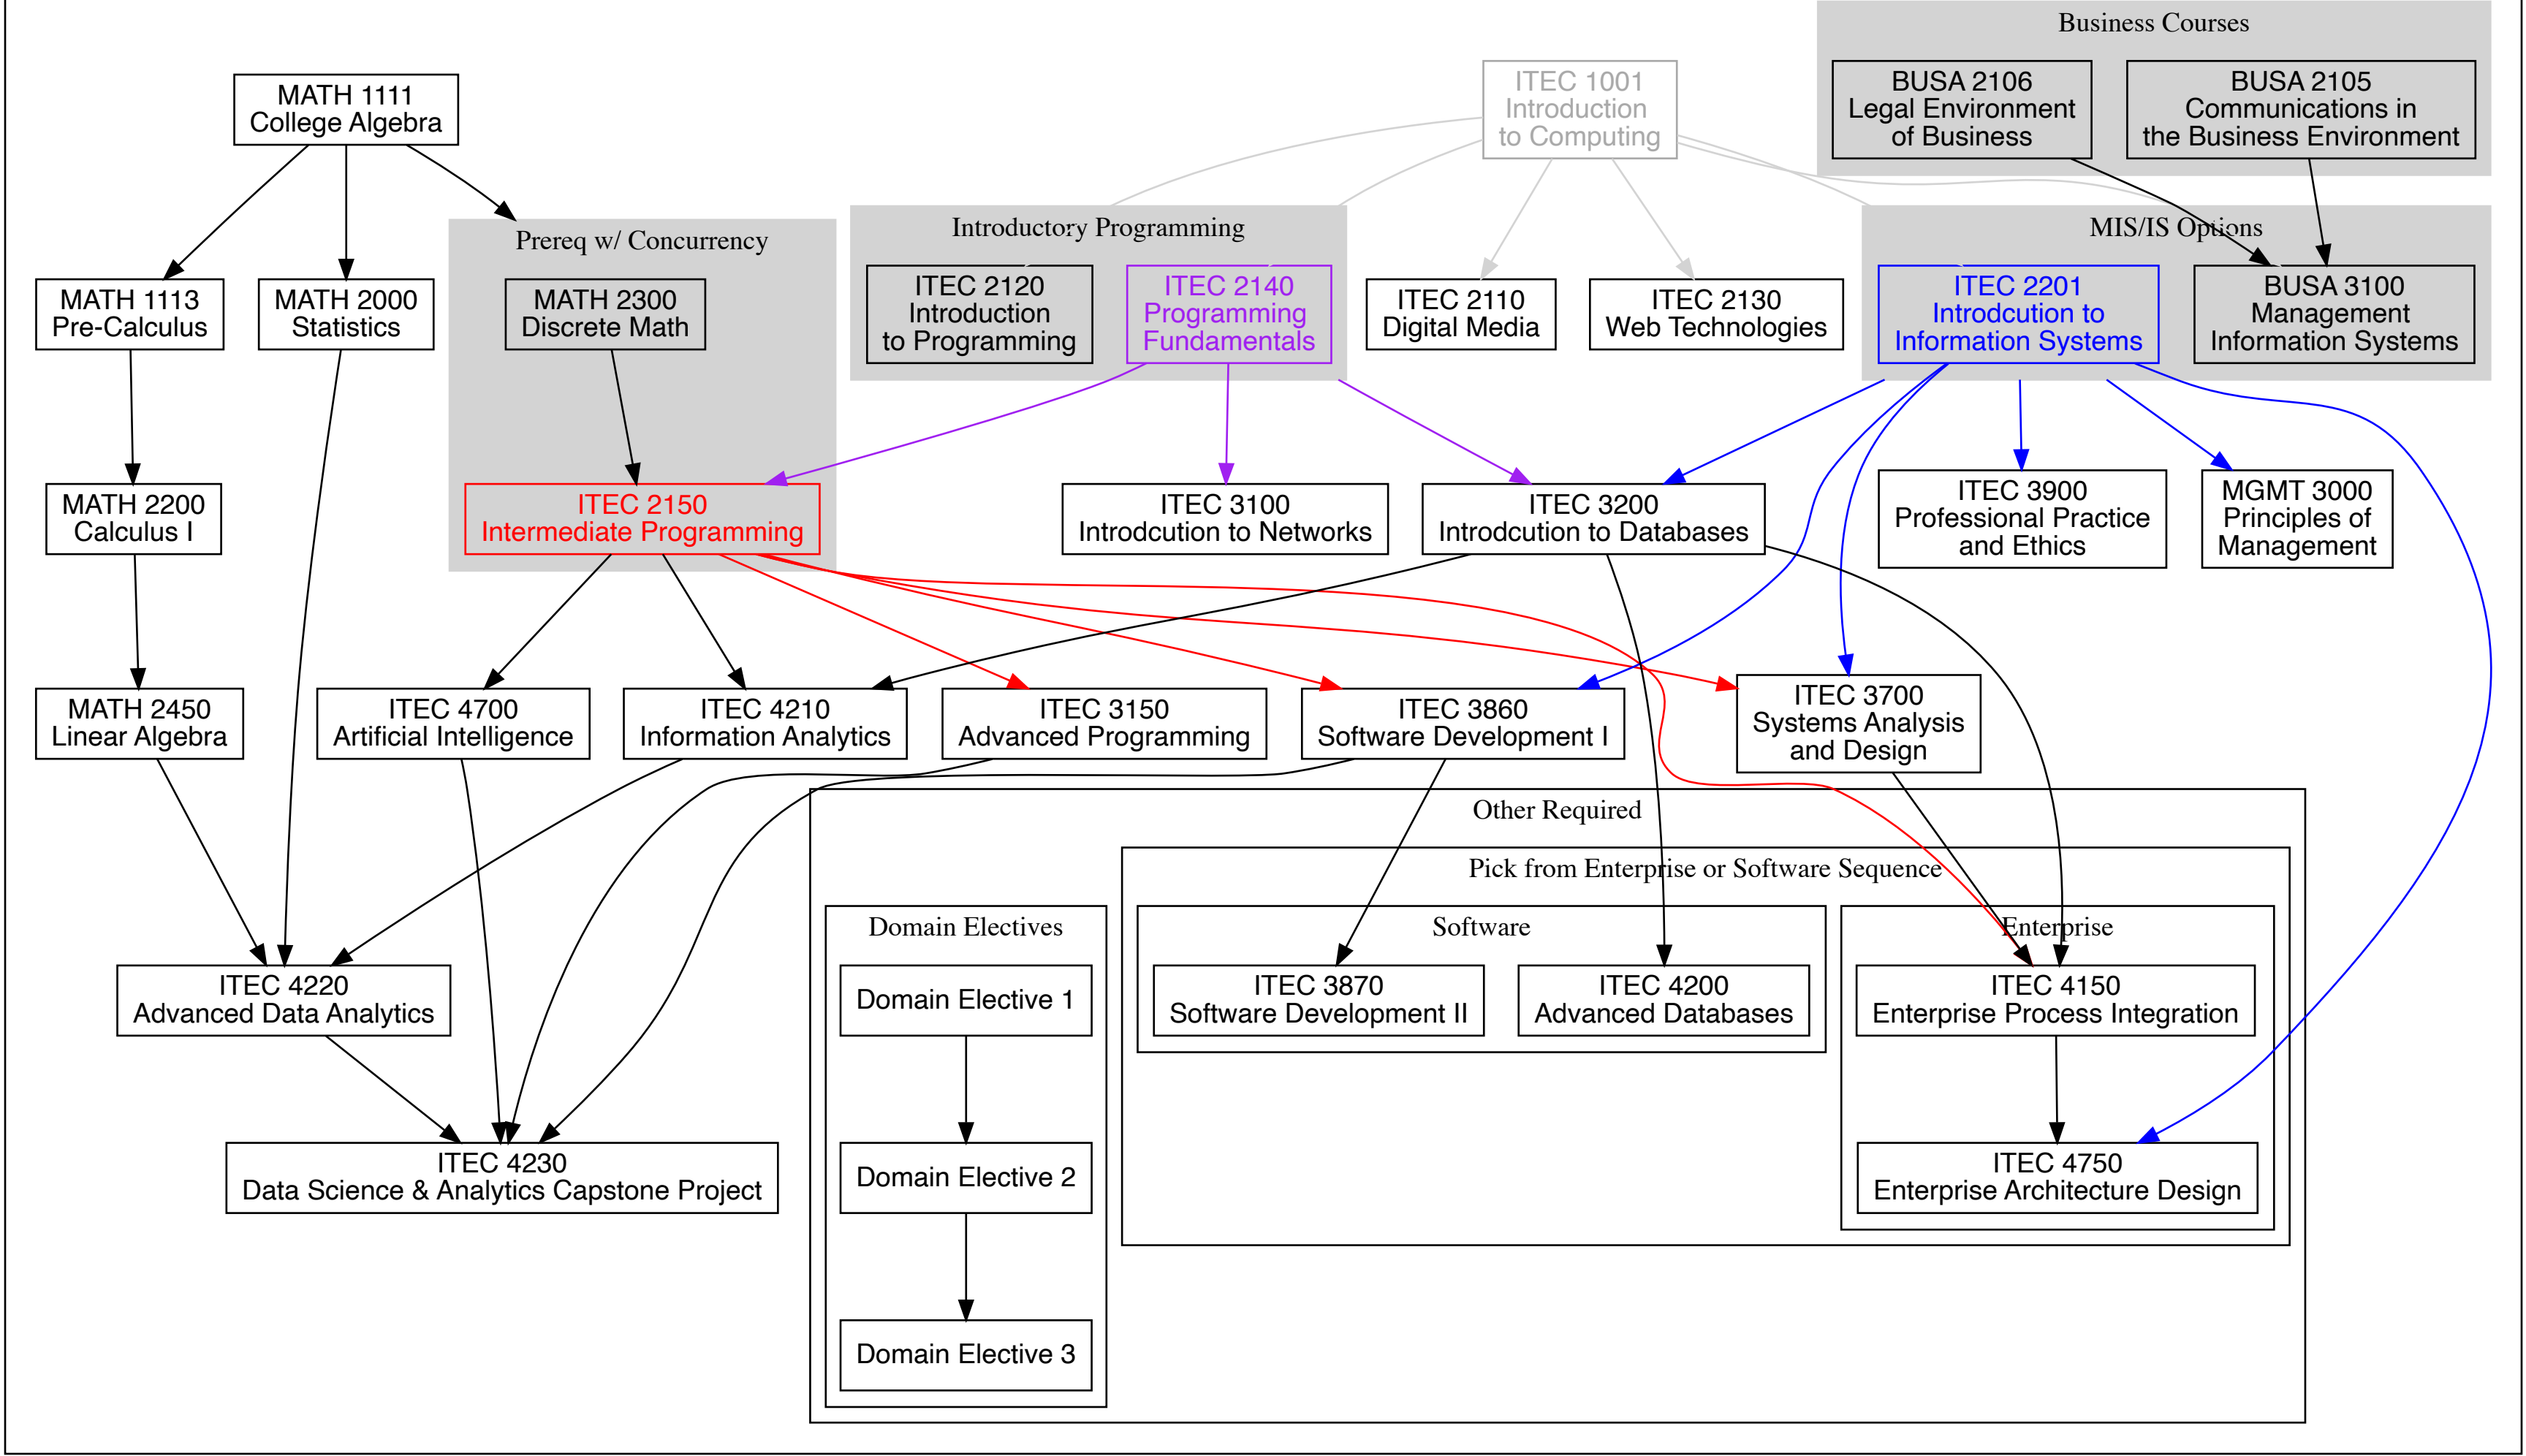 Business Courses
MATH 1111
College Algebra
ITEC 1001
Introduction
to Computing
BUSA 2106
Legal Environment
of Business
BUSA 2105
Communications in
the Business Environment
Prereq w/ Concurrency
Introductory Programming
MIS/IS Options
MATH 1113
Pre-Calculus
MATH 2000
Statistics
MATH 2300
Discrete Math
ITEC 2120
Introduction
to Programming
ITEC 2140
Programming
Fundamentals
ITEC 2110
Digital Media
ITEC 2130
Web Technologies
ITEC 2201
Introdcution to
Information Systems
BUSA 3100
Management
Information Systems
MATH 2200
Calculus I
ITEC 2150
Intermediate Programming
ITEC 3100
Introdcution to Networks
ITEC 3200
Introdcution to Databases
ITEC 3900
Professional Practice
and Ethics
MGMT 3000
Principles of
Management
MATH 2450
Linear Algebra
ITEC 4700
Artificial Intelligence
ITEC 4210
Information Analytics
ITEC 3150
Advanced Programming
ITEC 3860
Software Development I
ITEC 3700
Systems Analysis
and Design
Other Required
Pick from Enterprise or Software Sequence
Domain Electives
Software
Enterprise
ITEC 4220
Advanced Data Analytics
Domain Elective 1
ITEC 3870
Software Development II
ITEC 4200
Advanced Databases
ITEC 4150
Enterprise Process Integration
ITEC 4230
Data Science & Analytics Capstone Project
Domain Elective 2
ITEC 4750
Enterprise Architecture Design
Domain Elective 3